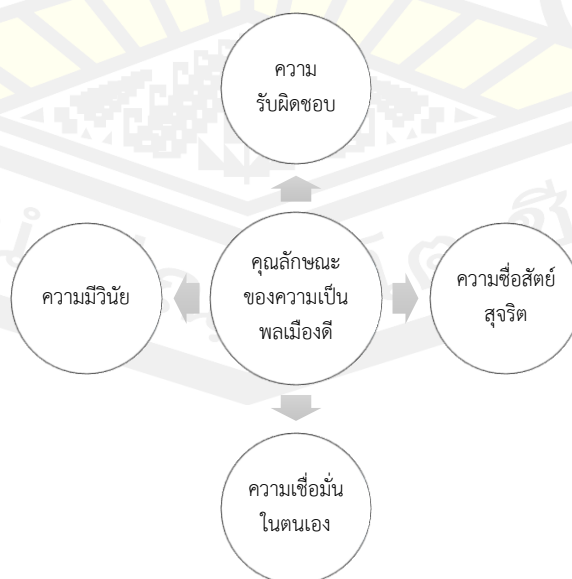 ความ
รับผิดชอบ
คุณลักษณะ
ของความเป็น
พลเมืองดี
ความมีวินัย
ความซื่อสัตย์
สุจริต
ความเชื่อมั่น
ในตนเอง